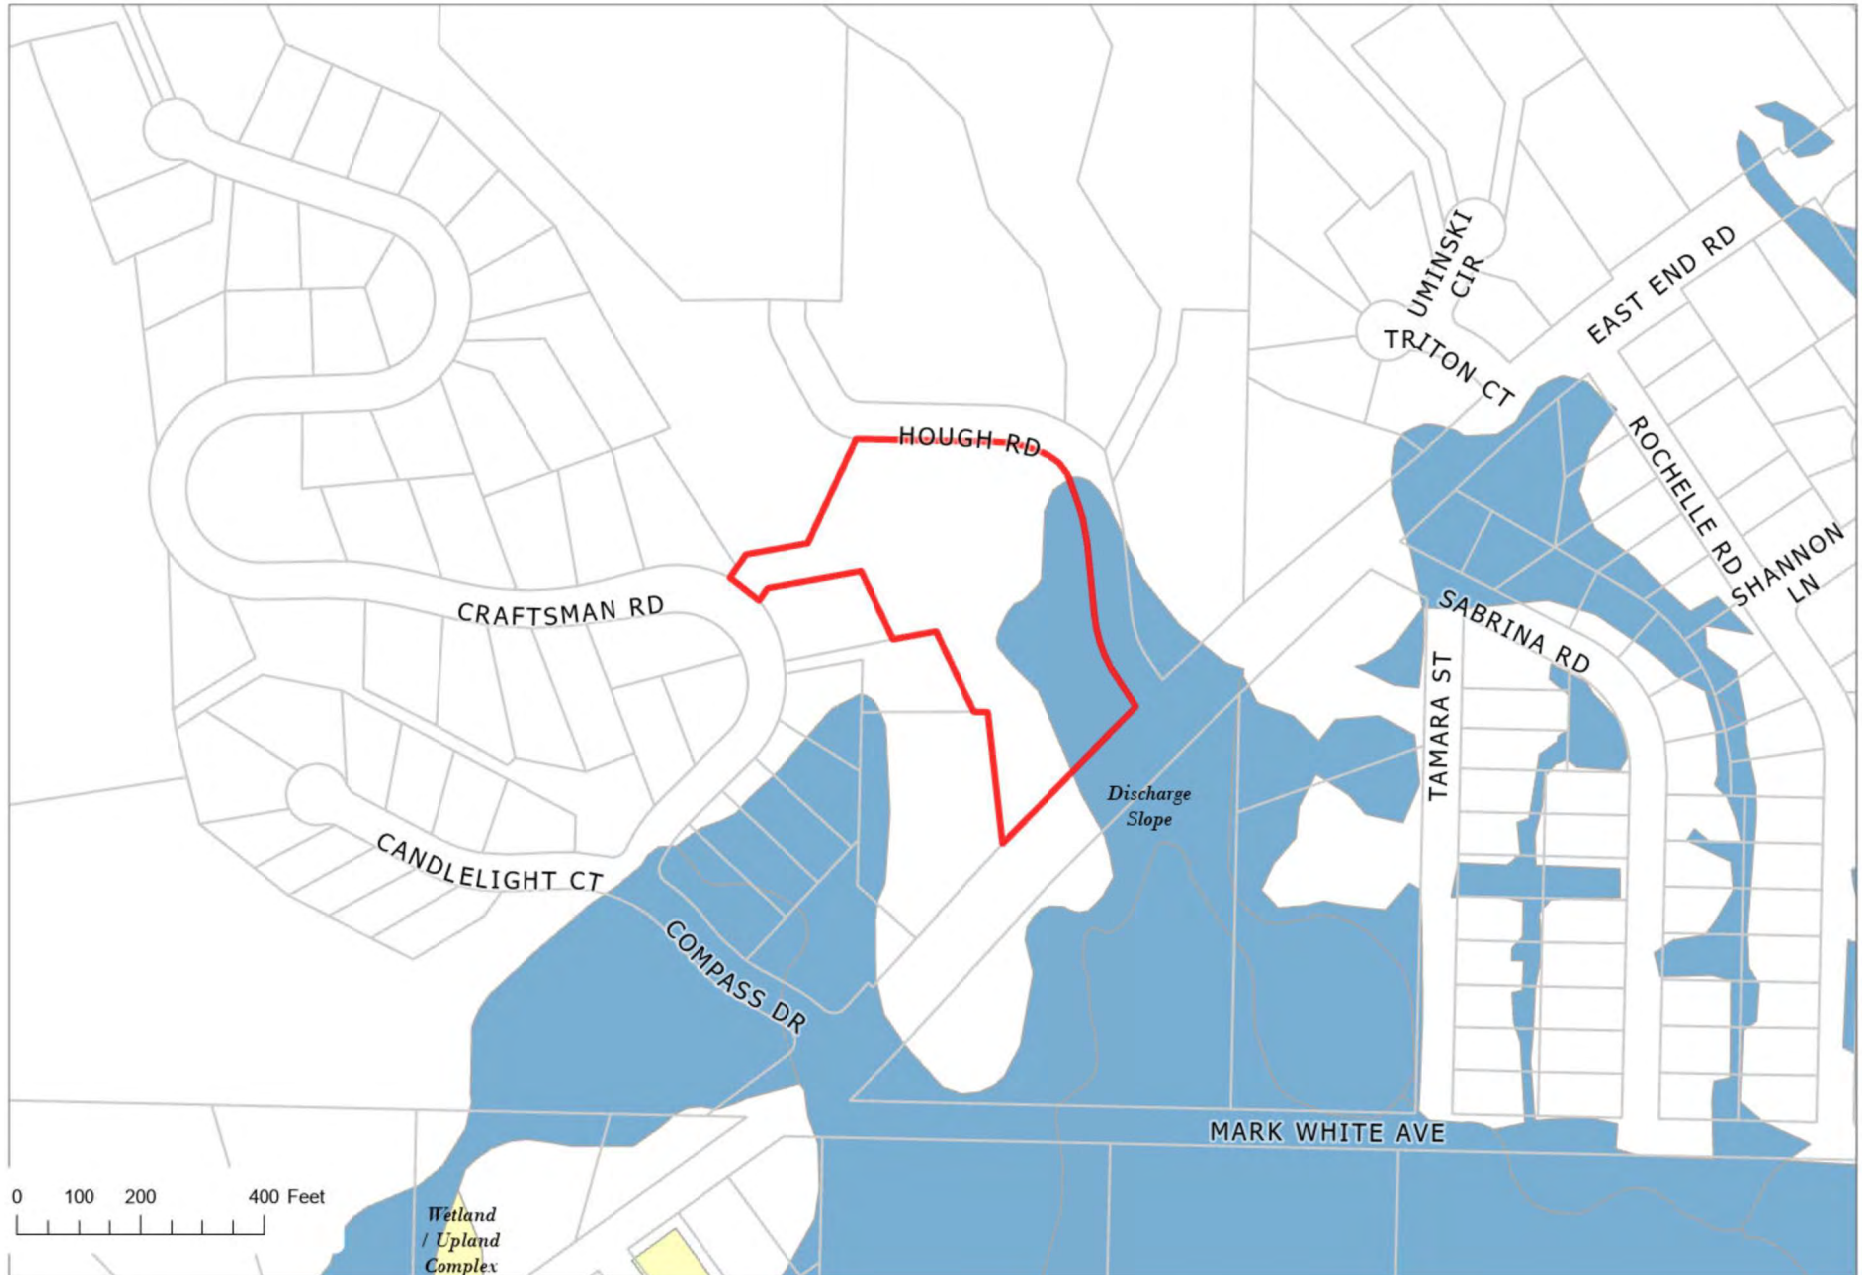 UMINSKI
CIR
EAST END RD
TRITON CT
HOUGH RD
ROCHELLE RD
SHANNON
LN
CRAFTSMAN RD
SABRINA RD
TAMARA ST
Discharge
Slope
CANDLELIGHT CT
COMPASS DR
MARK WHITE AVE
0 100 200 400 Feet
Wetland
/ Upland
Complex